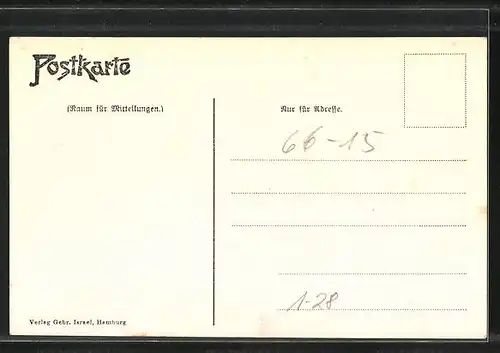 Postkarte
(Raum für Mitteilungen.)
Nur für Adresse.
66-15
1-28
Verlag Gebr. Israel, Hamburg